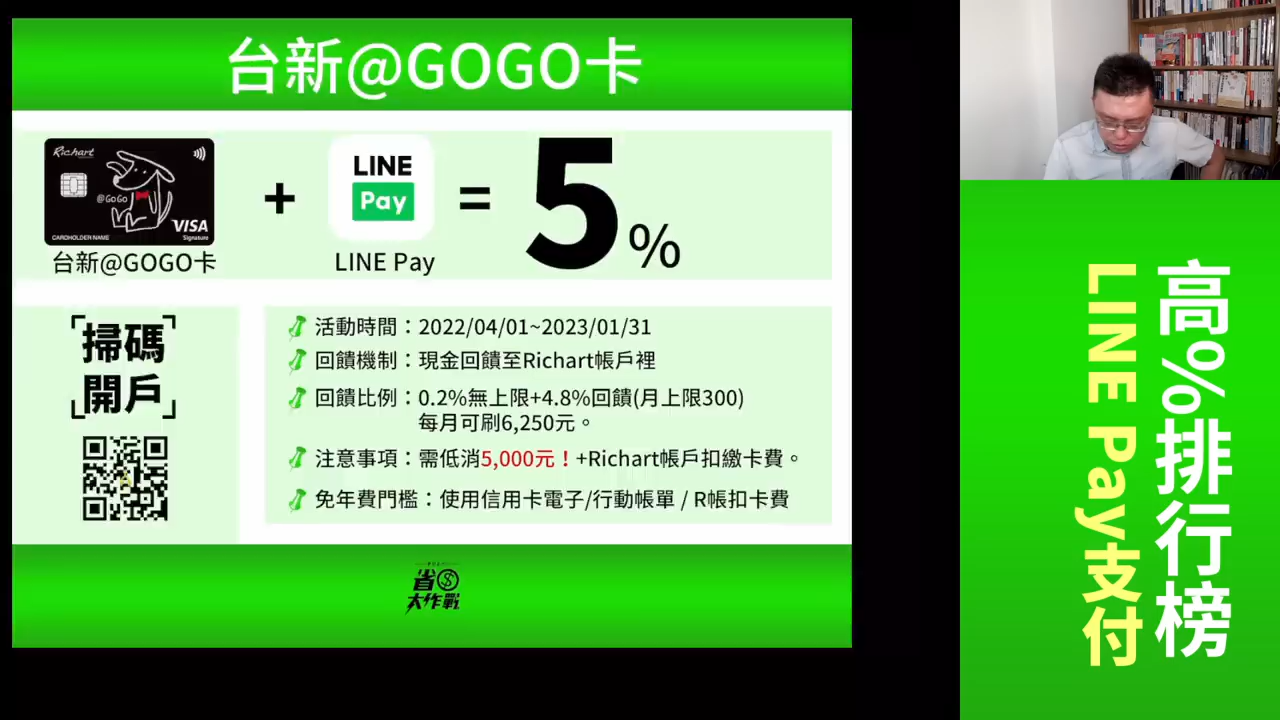 台新@GOGO卡
Richart
@GoGo
VISA
Signature
CARDHOLDER NAME
台新@GOGO卡
+
LINE
Pay
LINE Pay
=
5%
掃碼
開戶
活動時間：2022/04/01~2023/01/31
回饋機制：現金回饋至Richart帳戶裡
回饋比例：0.2%無上限+4.8%回饋(月上限300)
每月可刷6,250元。
注意事項：需低消5,000元！+Richart帳戶扣繳卡費。
免年費門檻：使用信用卡電子/行動帳單 / R帳扣卡費
省$
大作戰
高%排行榜
LINE Pay支付